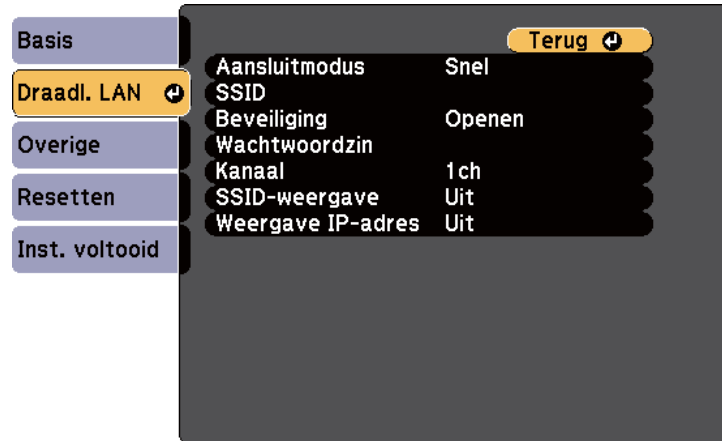 Basis
Draadl. LAN
Overige
Resetten
Inst. voltooid
Terug
Aansluitmodus Snel
SSID
Beveiliging Openen
Wachtwoordzin
Kanaal 1ch
SSID-weergave Uit
Weergave IP-adres Uit